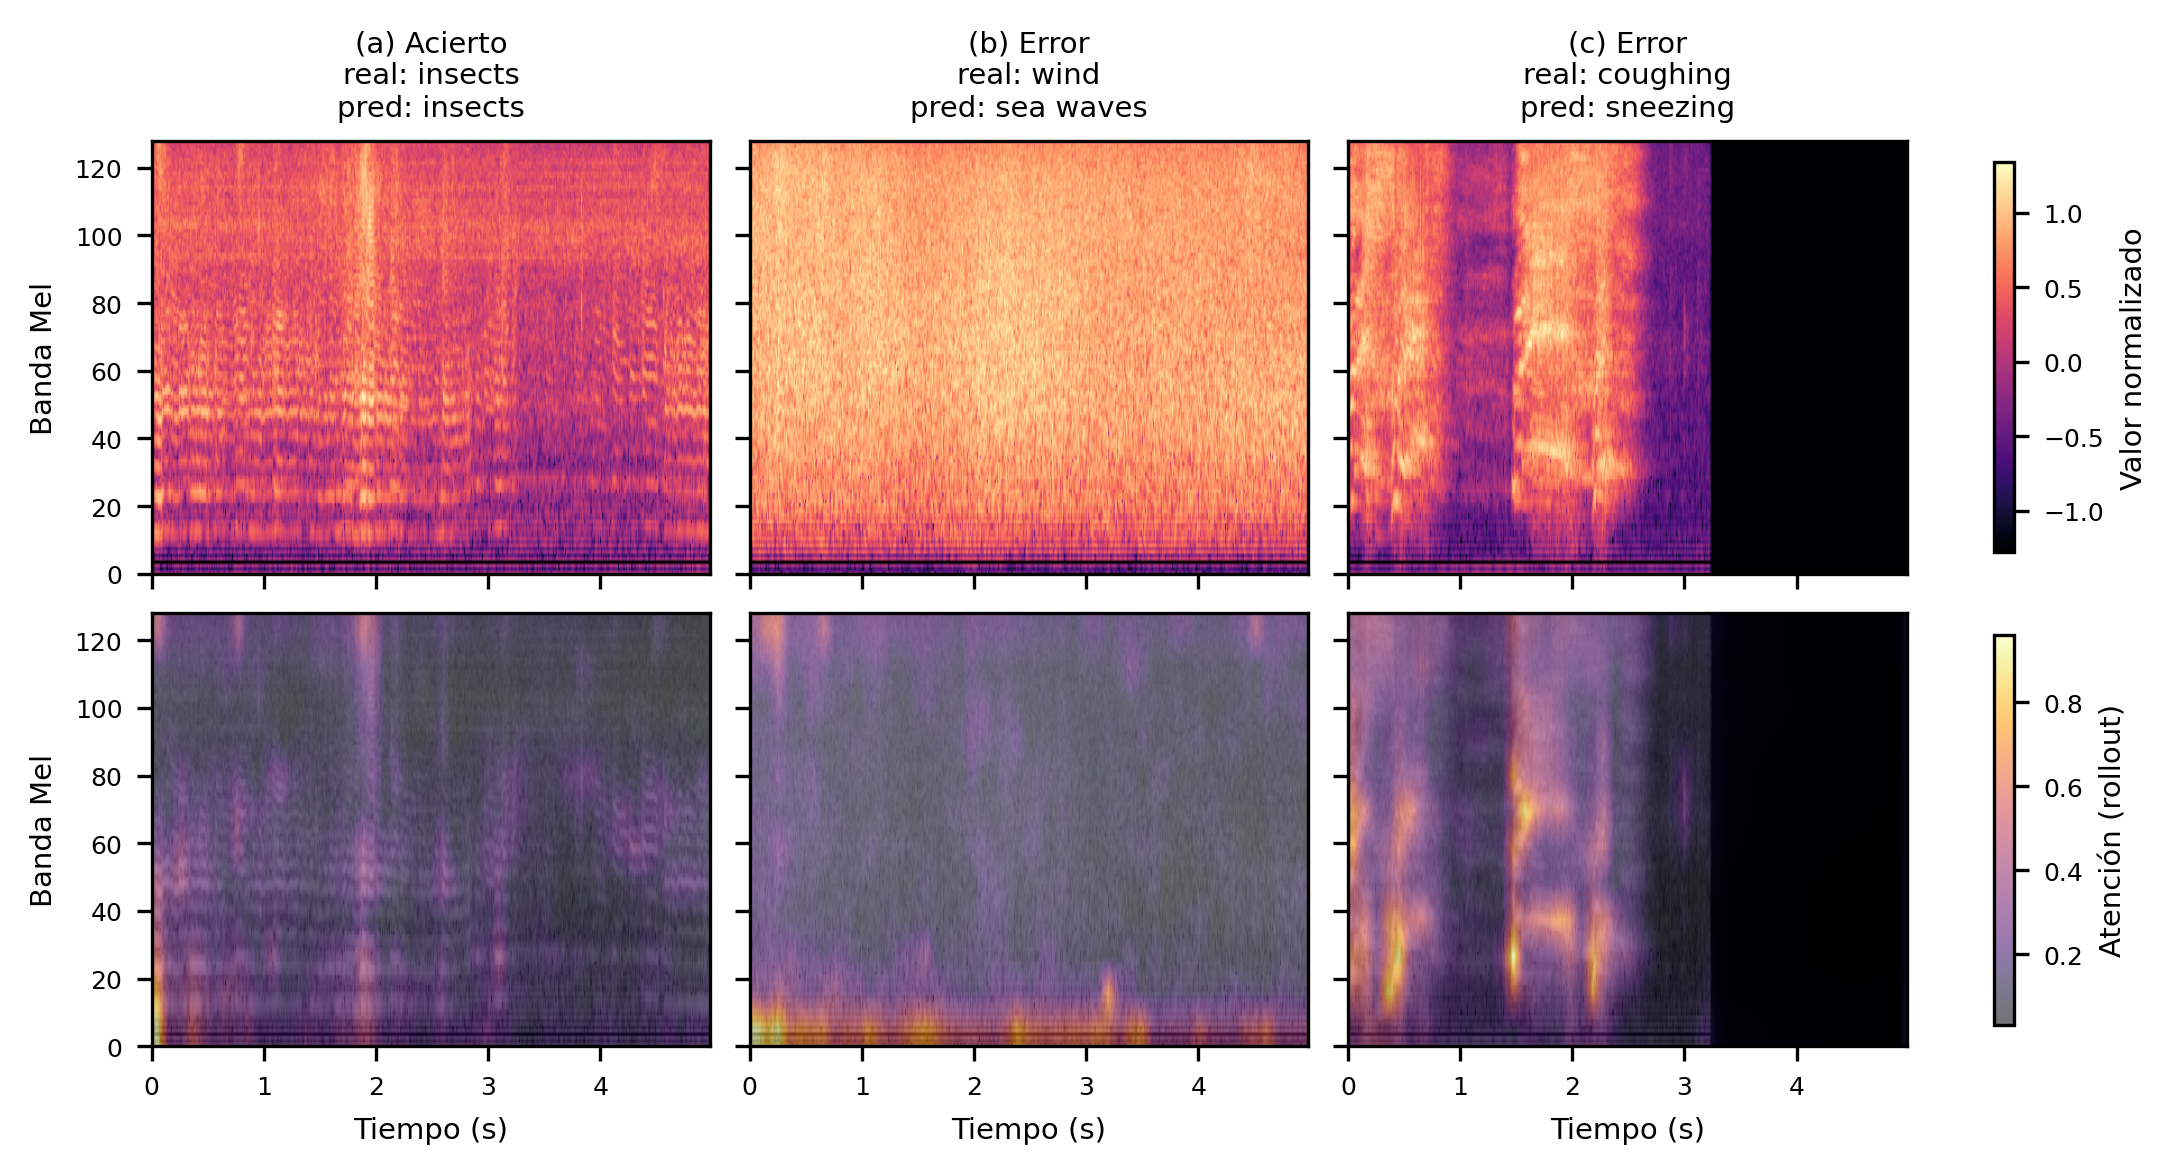 (a) Acierto
real: insects
pred: insects
(b) Error
real: wind
pred: sea waves
(c) Error
real: coughing
pred: sneezing
120
100
80
60
40
20
0
Banda Mel
1.0
0.5
0.0
−0.5
−1.0
Valor normalizado
120
100
80
60
40
20
0
Banda Mel
0 1 2 3 4
Tiempo (s)
0 1 2 3 4
Tiempo (s)
0 1 2 3 4
Tiempo (s)
0.8
0.6
0.4
0.2
Atención (rollout)